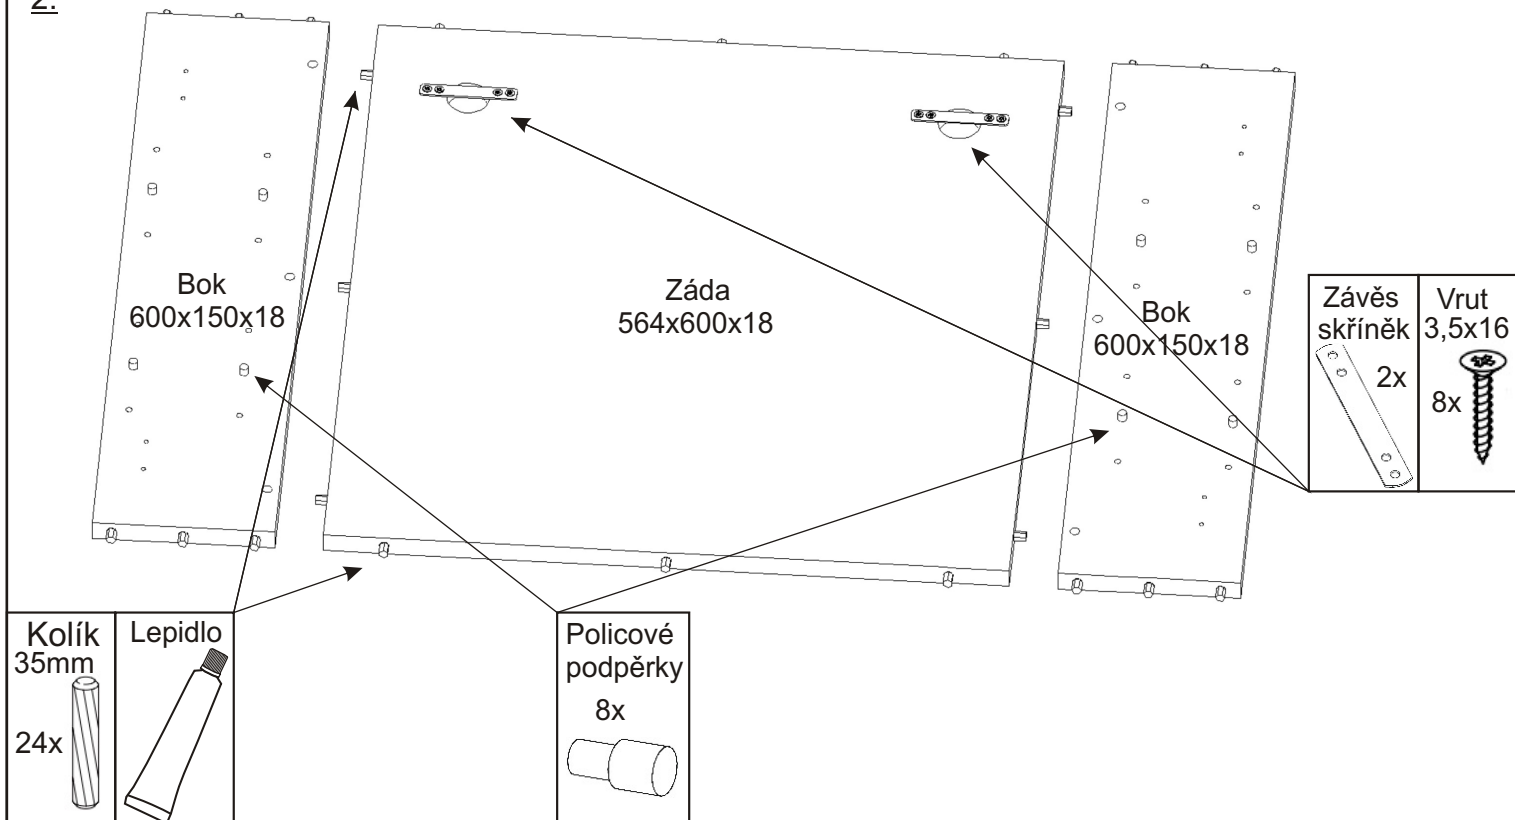 2.
Bok
600x150x18
Záda
564x600x18
Bok
600x150x18
Závěs
skříněk
2x
Vrut
3,5x16
8x
Kolík
35mm
24x
Lepidlo
Policové
podpěrky
8x